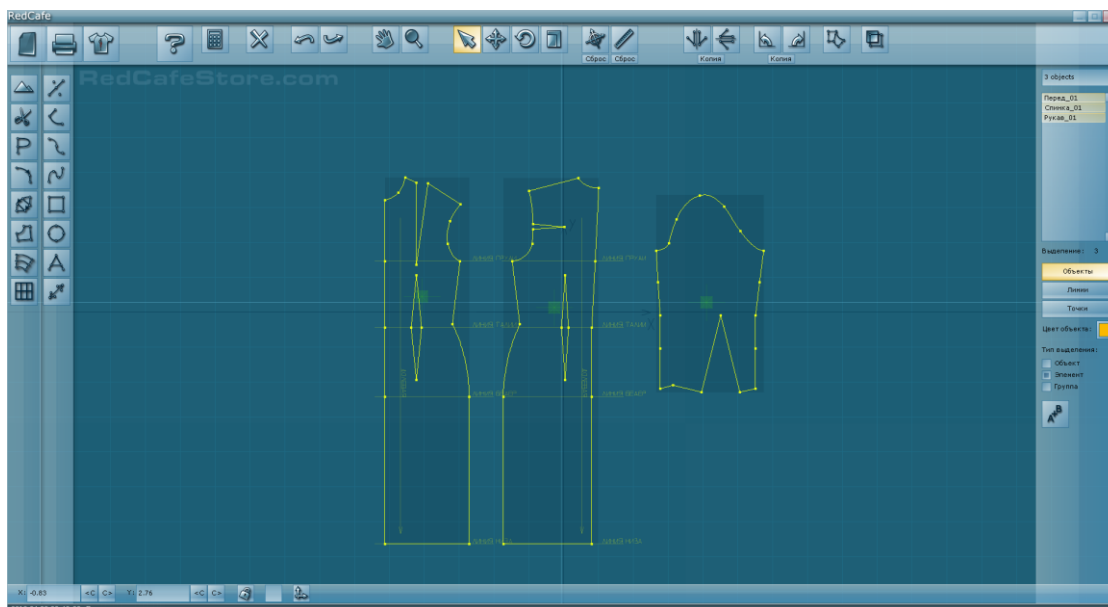 RedCafe
Сброс Сброс
Копия
Копия
RedCafeStore.com
3 objects
Перед_01
Спинка_01
Рукав_01
Выделение: 3
Объекты
Линии
Точки
Цвет объекта:
Тип выделения:
Объект
Элемент
Группа
X: -0.83 <C C> Y: 2.76 <C C>